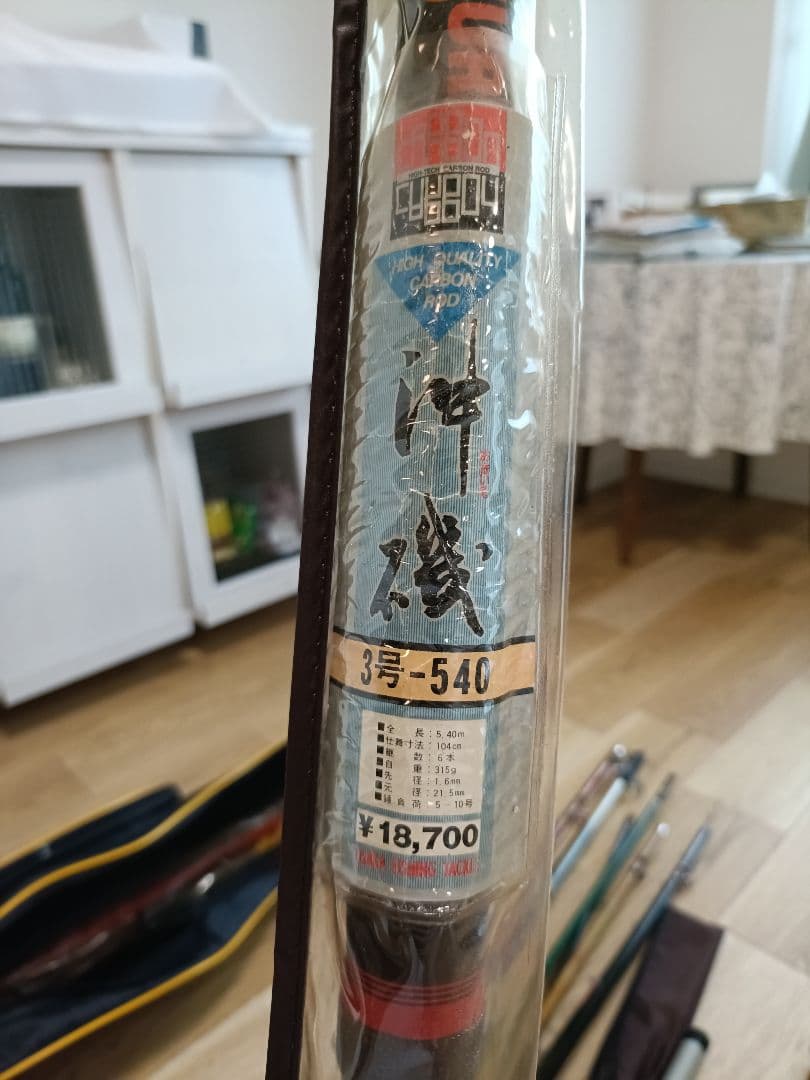 HIGH-TECH CARBON ROD
HIGH QUALITY
CARBON
ROD
沖磯
3号-540
■全長:5.40m
■仕舞寸法:104cm
■継数:6本
■自重:315g
■先径:1.6mm
■元径:21.5mm
■錘負荷:5-10号
¥18,700